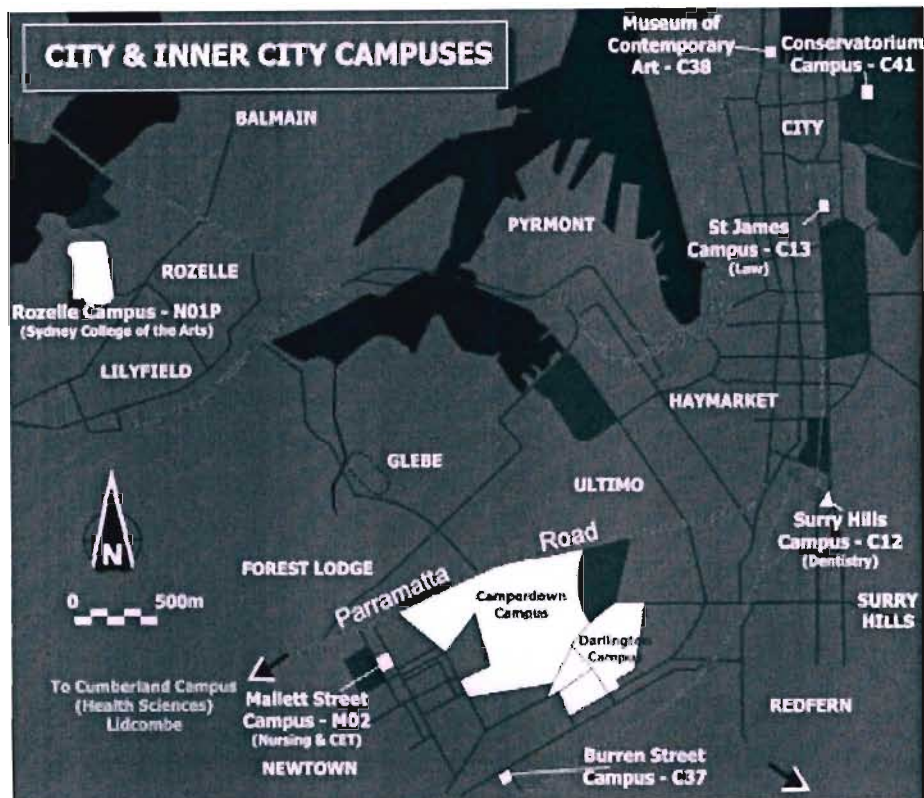 CITY & INNER CITY CAMPUSES
Museum of
Contemporary
Art - C38
Conservatorium
Campus - C41
BALMAIN
CITY
PYRMONT
St James
Campus - C13
(Law)
ROZELLE
Rozelle Campus - N01P
(Sydney College of the Arts)
LILYFIELD
HAYMARKET
GLEBE
ULTIMO
N
0 500m
FOREST LODGE
Parramatta Road
Camperdown
Campus
Darlington
Campus
Surry Hills
Campus - C12
(Dentistry)
SURRY
HILLS
To Cumberland Campus
(Health Sciences)
Lidcombe
Mallett Street
Campus - M02
(Nursing & CET)
NEWTOWN
REDFERN
Burren Street
Campus - C37